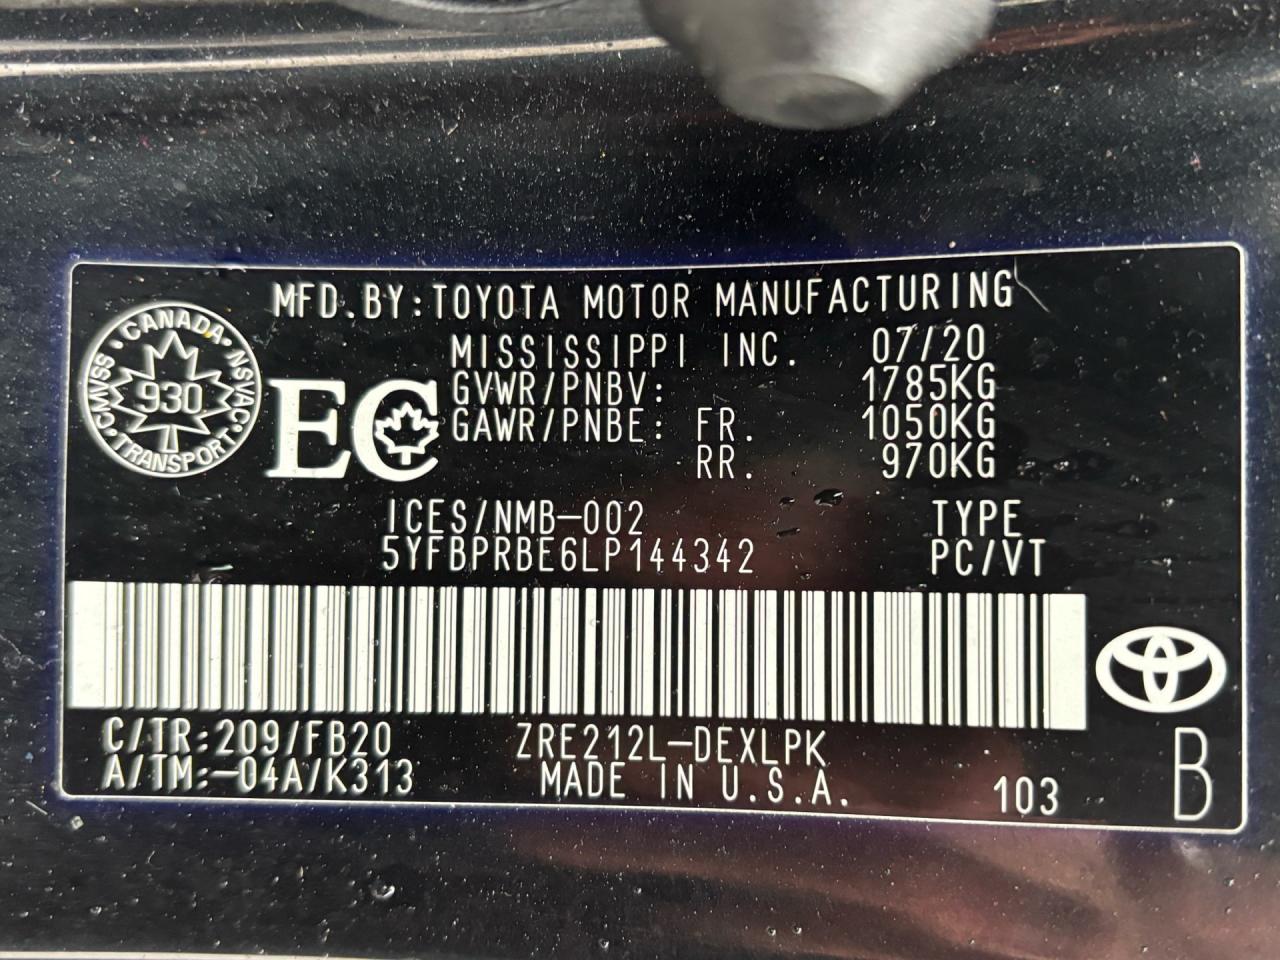 MFD.BY:TOYOTA MOTOR MANUFACTURING
MISSISSIPPI INC. 07/20
GVWR/PNBV: 1785KG
GAWR/PNBE: FR. 1050KG
RR. 970KG
CANADA
CMVSS 930 NSVAC
TRANSPORT
EC
ICES/NMB-002 TYPE
5YFBPRBE6LP144342 PC/VT
C/TR:209/FB20 ZRE212L-DEXLPK
A/TM:-04A/K313 MADE IN U.S.A. 103 B